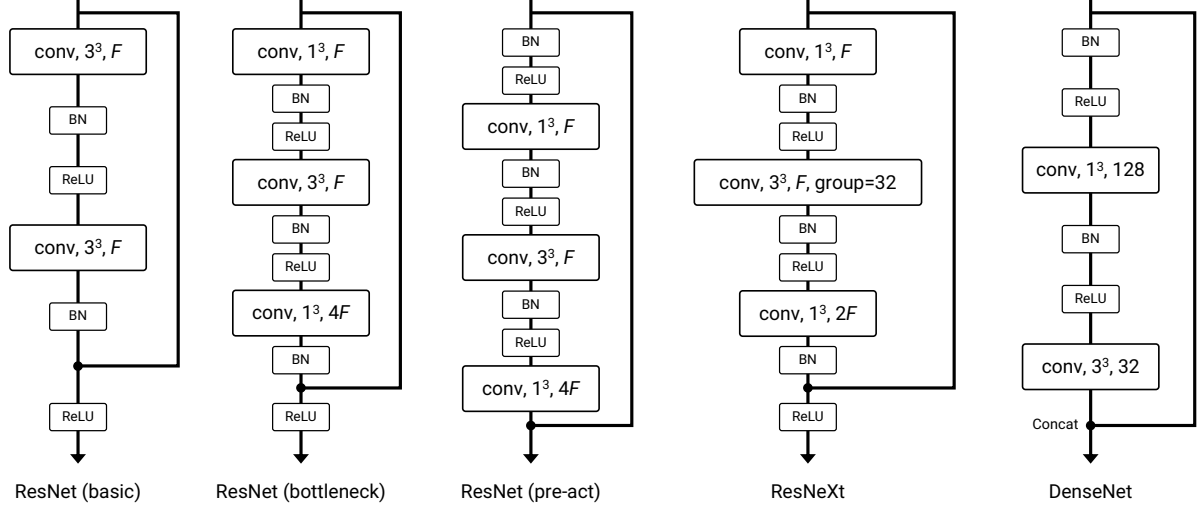 conv, 3³, F
BN
ReLU
conv, 3³, F
BN
ReLU
ResNet (basic)
conv, 1³, F
BN
ReLU
conv, 3³, F
BN
ReLU
conv, 1³, 4F
BN
ReLU
ResNet (bottleneck)
BN
ReLU
conv, 1³, F
BN
ReLU
conv, 3³, F
BN
ReLU
conv, 1³, 4F
ResNet (pre-act)
conv, 1³, F
BN
ReLU
conv, 3³, F, group=32
BN
ReLU
conv, 1³, 2F
BN
ReLU
ResNeXt
BN
ReLU
conv, 1³, 128
BN
ReLU
conv, 3³, 32
Concat
DenseNet